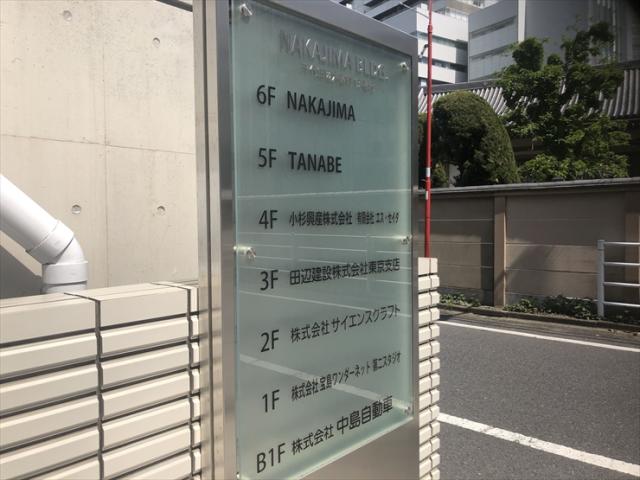 NAKAJIMA BLDG.
6F NAKAJIMA
5F TANABE
4F 小杉興産株式会社 有限会社 エス・セイタ
3F 田辺建設株式会社東京支店
2F 株式会社 サイエンスクラフト
1F 株式会社 宝島ワンダーネット 第二スタジオ
B1F 株式会社 中島自動車